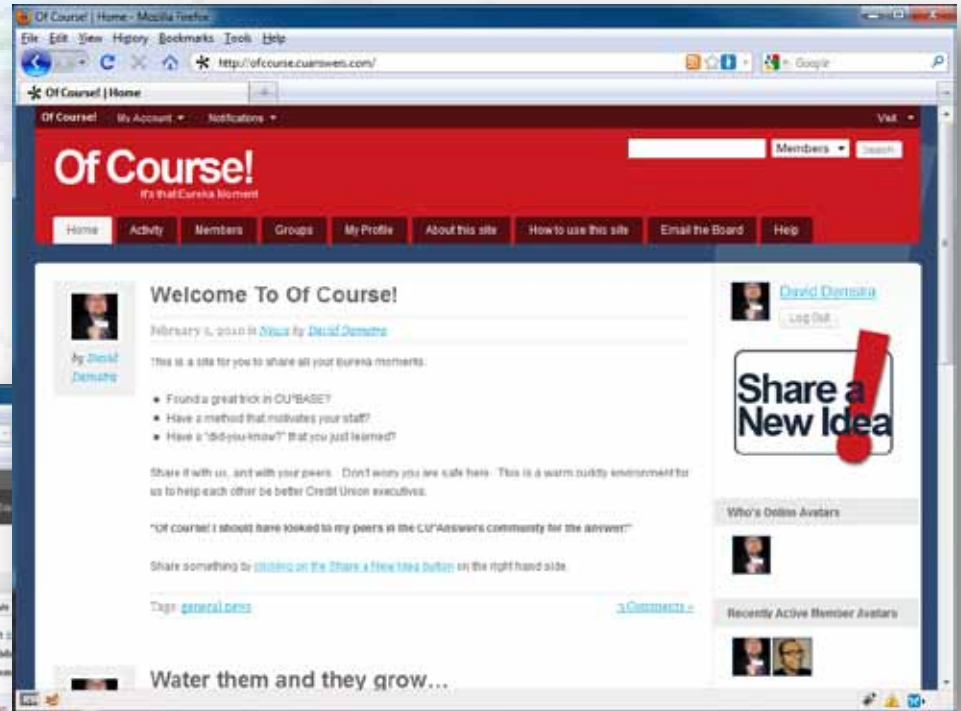 Of Course! | Home - Mozilla Firefox
File Edit View History Bookmarks Tools Help
http://ofcourse.cuanswers.com/
Google
Of Course! | Home
Of Course! My Account Notifications Visit
Of Course!
It's that Eureka Moment
Members Search
Home Activity Members Groups My Profile About this site How to use this site Email the Board Help
Welcome To Of Course!
February 2, 2010 in News by David Damstra
by David Damstra
This is a site for you to share all your Eureka moments.
Found a great trick in CU*BASE?
Have a method that motivates your staff?
Have a "did-you-know?" that you just learned?
Share it with us, and with your peers. Don't worry you are safe here. This is a warm cuddly environment for
us to help each other be better Credit Union executives.
"Of course! I should have looked to my peers in the CU*Answers community for the answer!"
Share something by clicking on the Share a New Idea button on the right hand side.
Tags: general news
3 Comments »
Water them and they grow…
David Damstra
Log Out
Share a
New Idea
Who's Online Avatars
Recently Active Member Avatars